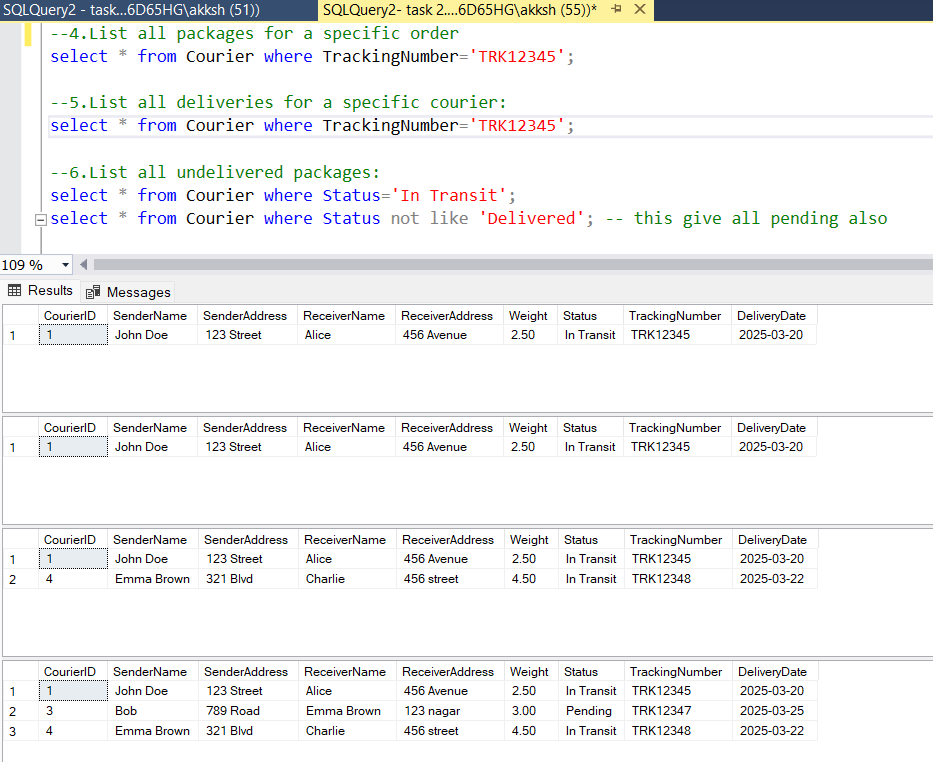 SQLQuery2 - task...6D65HG\akksh (51)) SQLQuery2- task 2....6D65HG\akksh (55))*
--4.List all packages for a specific order
select * from Courier where TrackingNumber='TRK12345';
--5.List all deliveries for a specific courier:
select * from Courier where TrackingNumber='TRK12345';
--6.List all undelivered packages:
select * from Courier where Status='In Transit';
select * from Courier where Status not like 'Delivered'; -- this give all pending also
109 %
Results Messages
CourierID SenderName SenderAddress ReceiverName ReceiverAddress Weight Status TrackingNumber DeliveryDate
1 1 John Doe 123 Street Alice 456 Avenue 2.50 In Transit TRK12345 2025-03-20
CourierID SenderName SenderAddress ReceiverName ReceiverAddress Weight Status TrackingNumber DeliveryDate
1 1 John Doe 123 Street Alice 456 Avenue 2.50 In Transit TRK12345 2025-03-20
CourierID SenderName SenderAddress ReceiverName ReceiverAddress Weight Status TrackingNumber DeliveryDate
1 1 John Doe 123 Street Alice 456 Avenue 2.50 In Transit TRK12345 2025-03-20
2 4 Emma Brown 321 Blvd Charlie 456 street 4.50 In Transit TRK12348 2025-03-22
CourierID SenderName SenderAddress ReceiverName ReceiverAddress Weight Status TrackingNumber DeliveryDate
1 1 John Doe 123 Street Alice 456 Avenue 2.50 In Transit TRK12345 2025-03-20
2 3 Bob 789 Road Emma Brown 123 nagar 3.00 Pending TRK12347 2025-03-25
3 4 Emma Brown 321 Blvd Charlie 456 street 4.50 In Transit TRK12348 2025-03-22